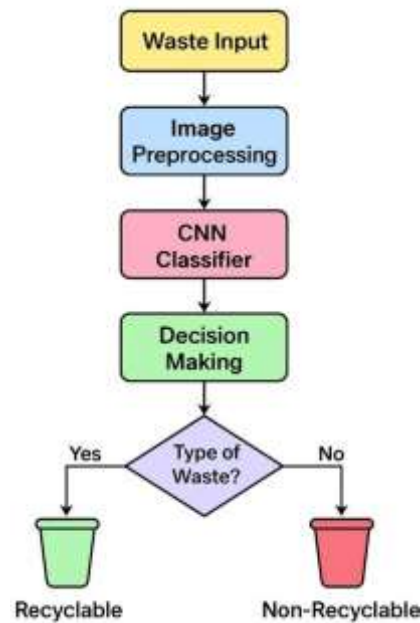 Waste Input
Image
Preprocessing
CNN
Classifier
Decision
Making
Type of
Waste?
Yes
No
Recyclable
Non-Recyclable